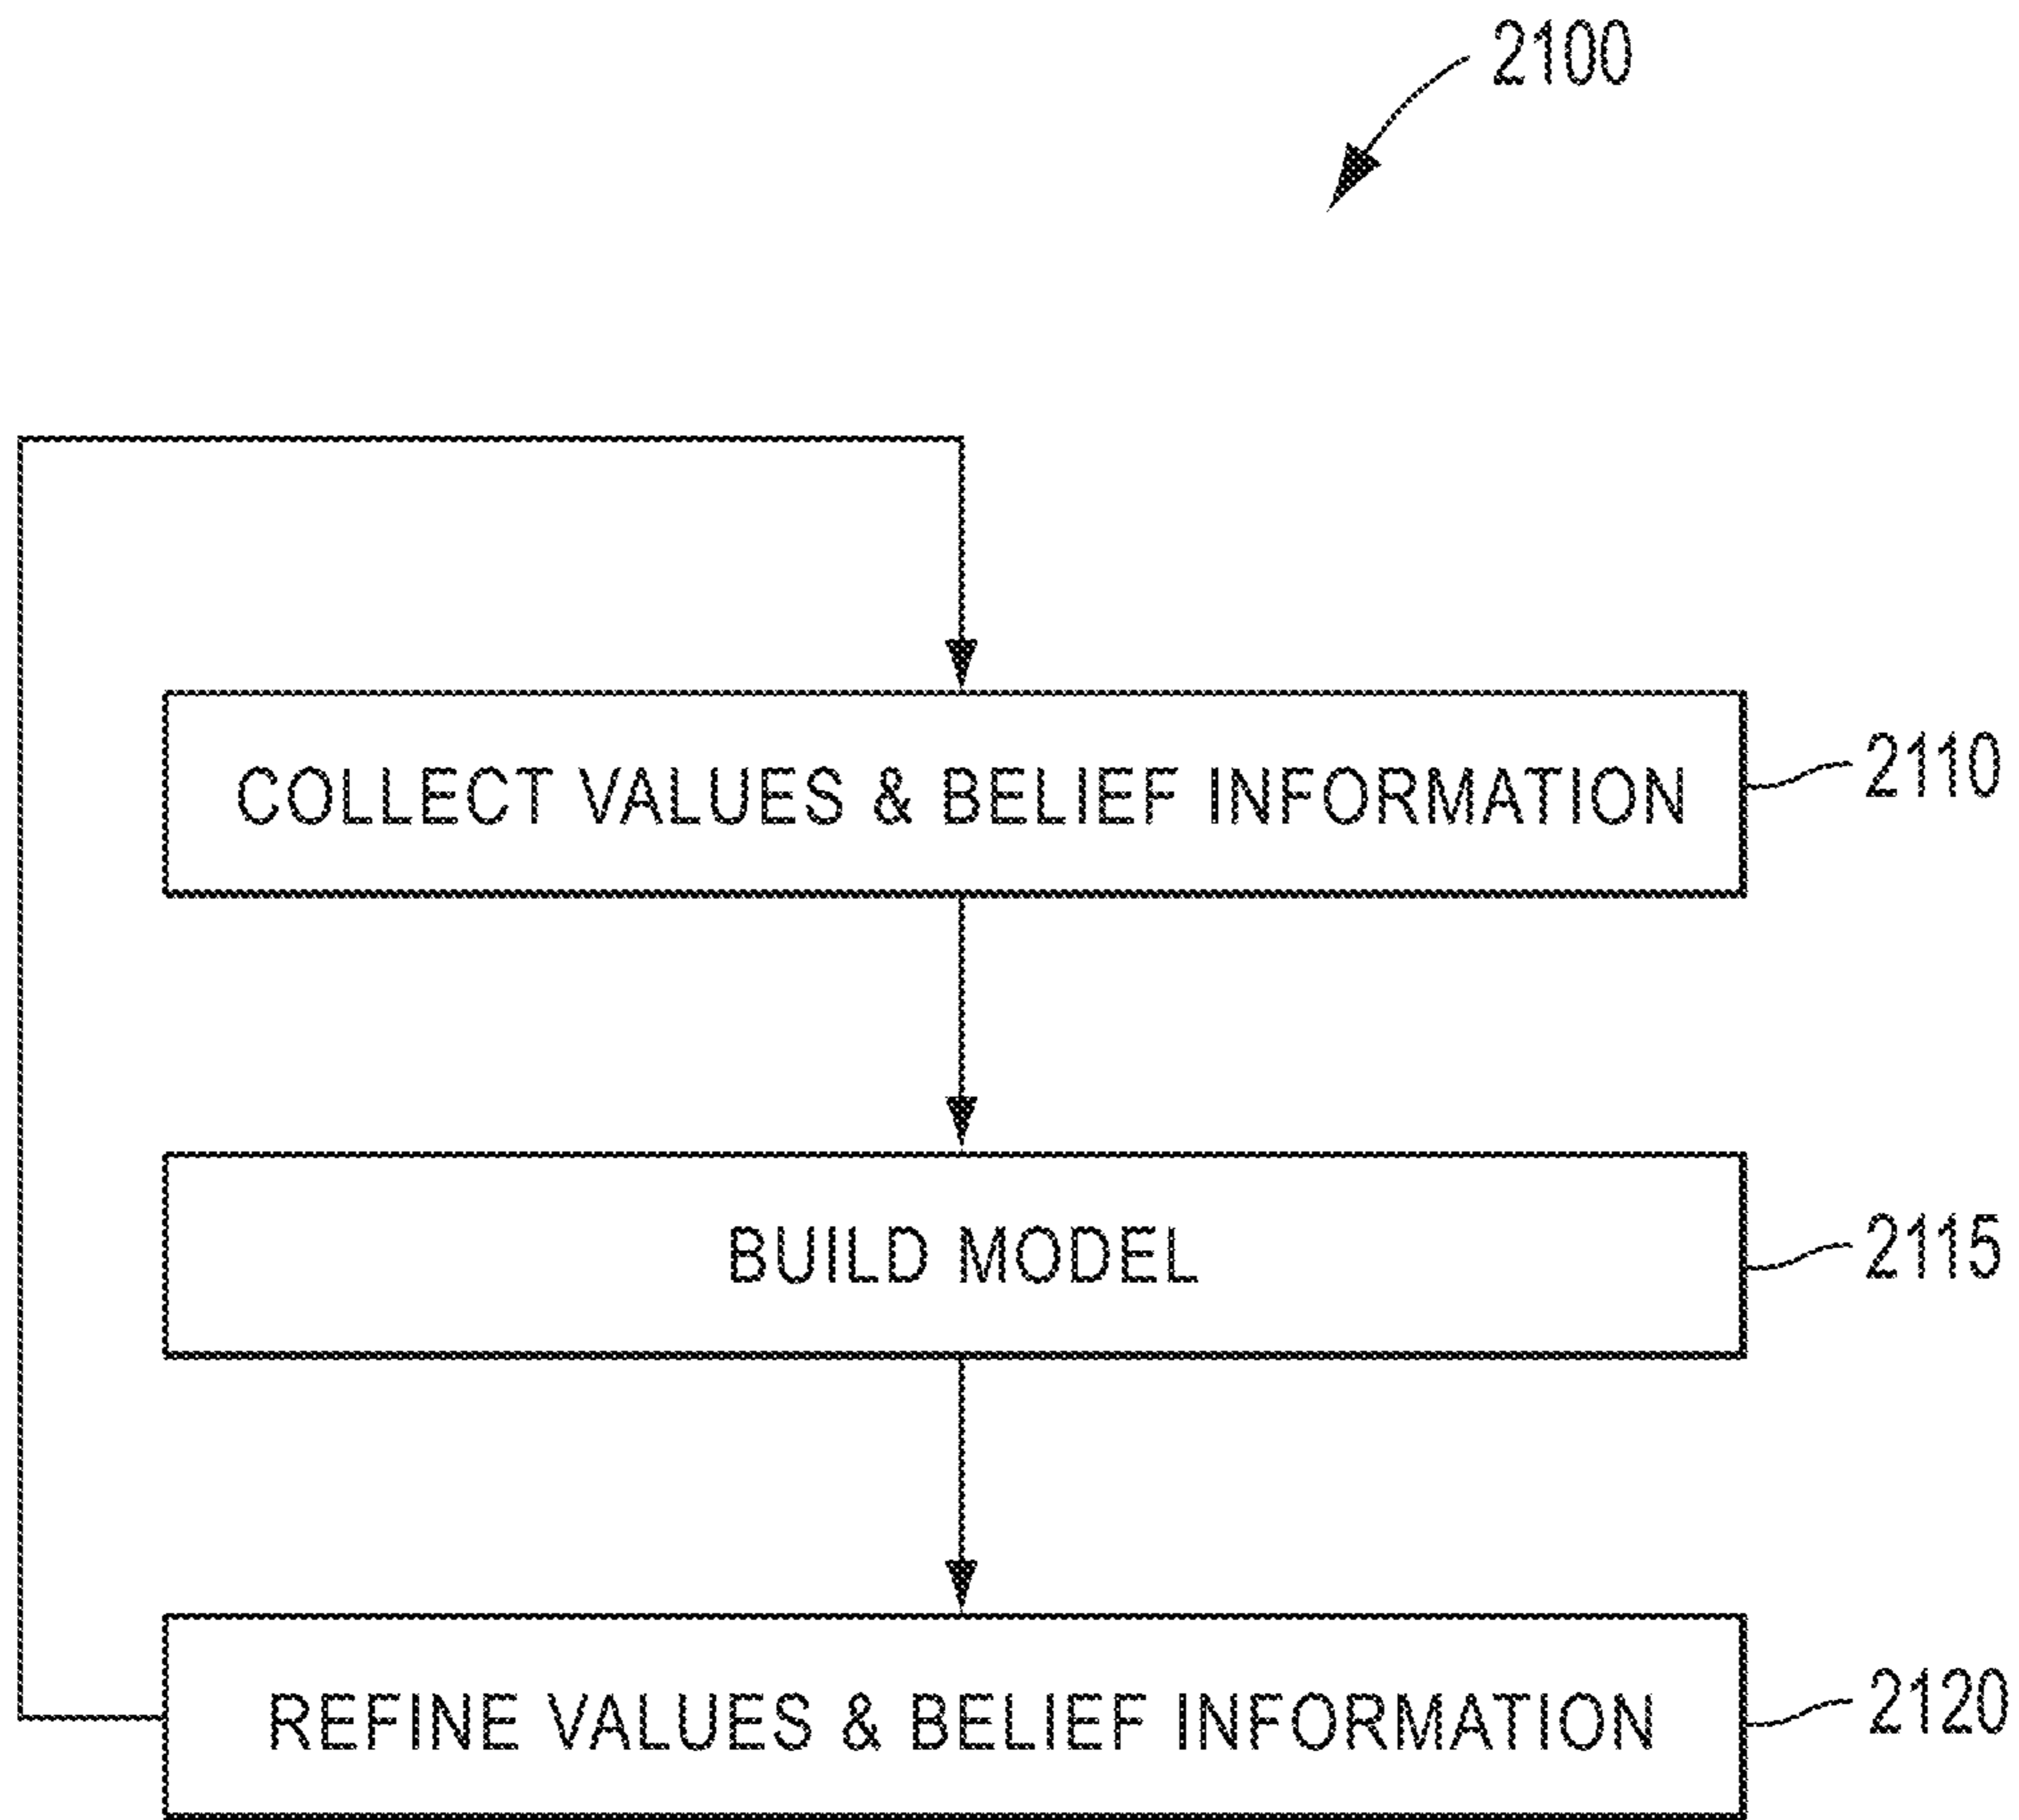 2100
COLLECT VALUES & BELIEF INFORMATION
2110
BUILD MODEL
2115
REFINE VALUES & BELIEF INFORMATION
2120